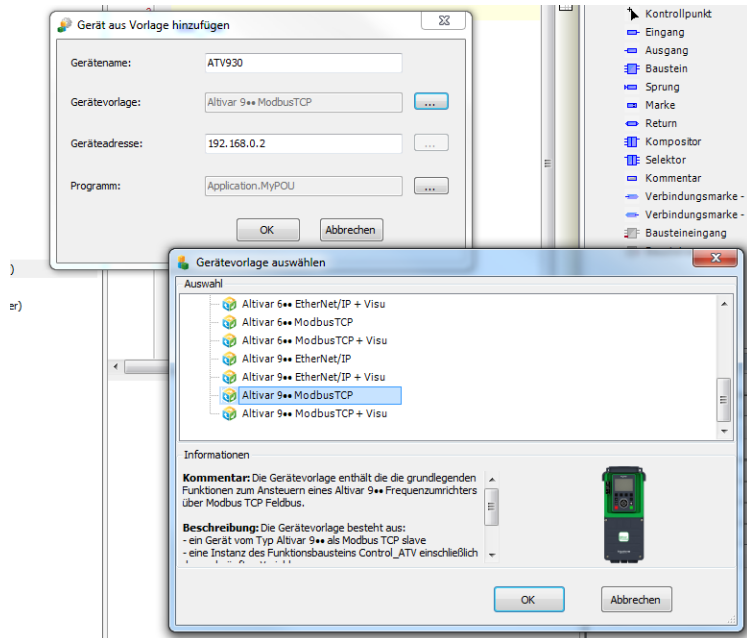 Gerät aus Vorlage hinzufügen
Gerätename:
ATV930
Gerätevorlage:
Altivar 9•• ModbusTCP
...
Geräteadresse:
192.168.0.2
...
Programm:
Application.MyPOU
...
OK
Abbrechen
Kontrollpunkt
Eingang
Ausgang
Baustein
Sprung
Marke
Return
Kompositor
Selektor
Kommentar
Verbindungsmarke -
Verbindungsmarke -
Bausteineingang
)
er)
Gerätevorlage auswählen
Auswahl
Altivar 6•• EtherNet/IP + Visu
Altivar 6•• ModbusTCP
Altivar 6•• ModbusTCP + Visu
Altivar 9•• EtherNet/IP
Altivar 9•• EtherNet/IP + Visu
Altivar 9•• ModbusTCP
Altivar 9•• ModbusTCP + Visu
Informationen
Kommentar: Die Gerätevorlage enthält die die grundlegenden
Funktionen zum Ansteuern eines Altivar 9•• Frequenzumrichters
über Modbus TCP Feldbus.
Beschreibung: Die Gerätevorlage besteht aus:
- ein Gerät vom Typ Altivar 9•• als Modbus TCP slave
- eine Instanz des Funktionsbausteins Control_ATV einschließlich
OK
Abbrechen